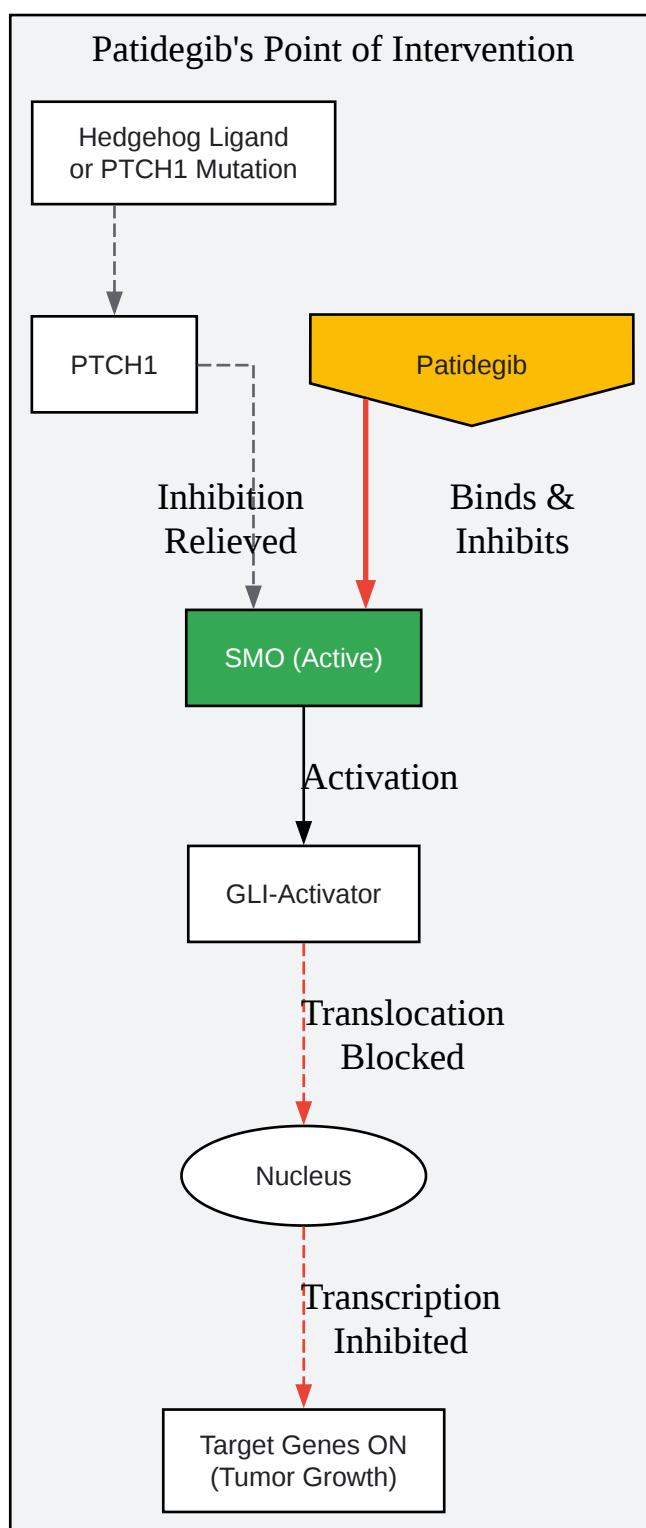 Patidegib's Point of Intervention
Hedgehog Ligand
or PTCH1 Mutation
PTCH1
Patidegib
Inhibition
Relieved
Binds &
Inhibits
SMO (Active)
Activation
GLI-Activator
Translocation
Blocked
Nucleus
Transcription
Inhibited
Target Genes ON
(Tumor Growth)